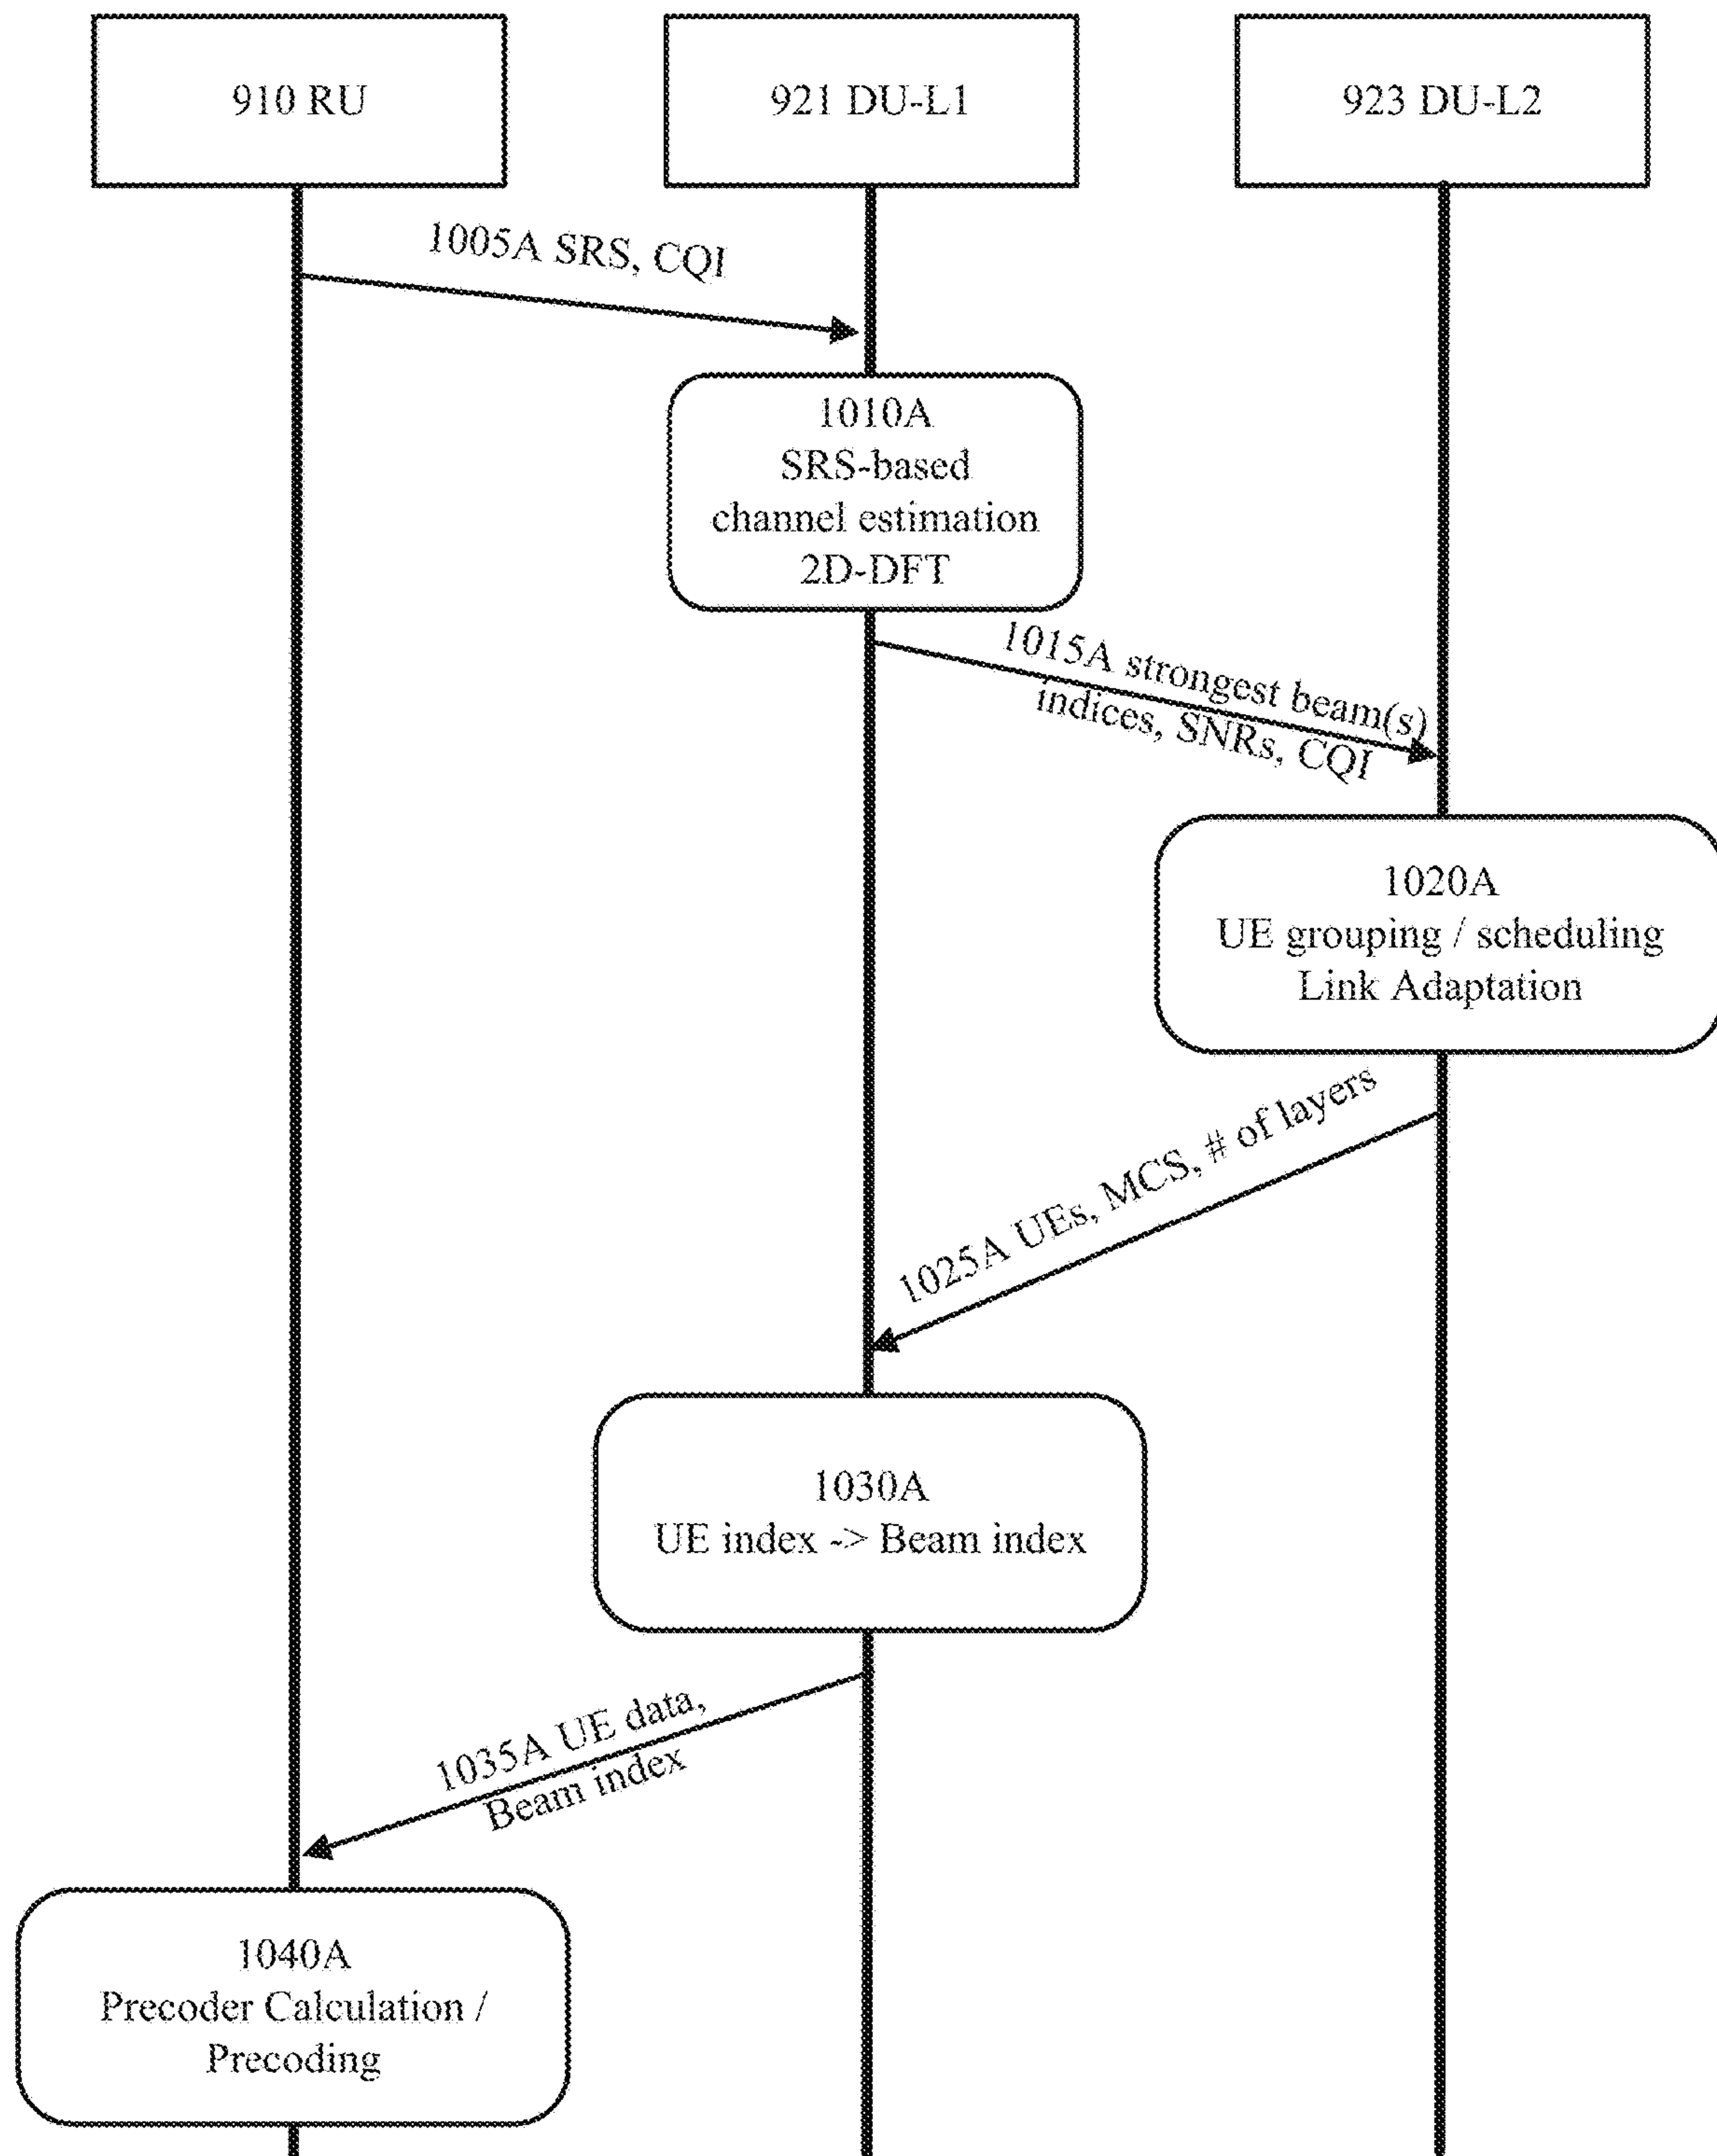 910 RU
921 DU-L1
923 DU-L2
1005A SRS, CQI
1010A
SRS-based
channel estimation
2D-DFT
1015A strongest beam(s)
indices, SNRs, CQI
1020A
UE grouping / scheduling
Link Adaptation
1025A UEs, MCS, # of layers
1030A
UE index -> Beam index
1035A UE data,
Beam index
1040A
Precoder Calculation /
Precoding